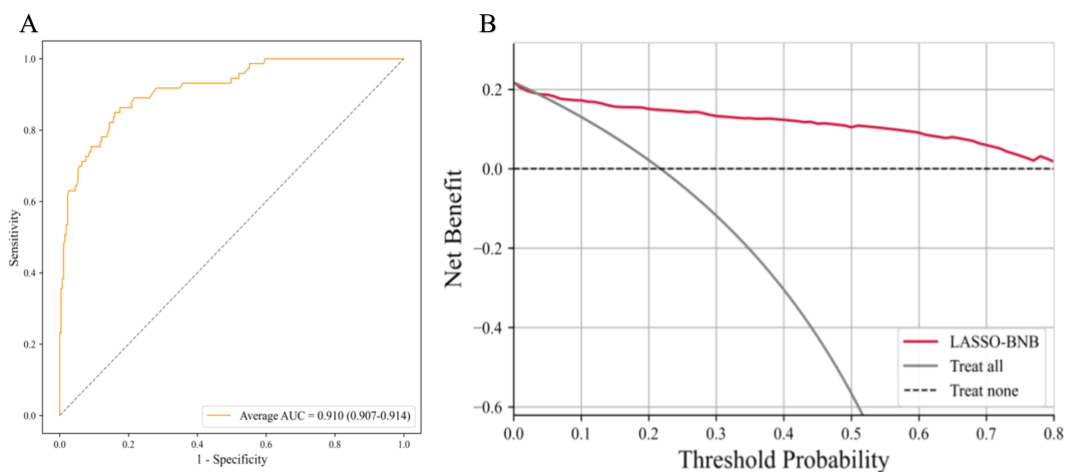 A
1.0
0.8
0.6
0.4
0.2
0.0
Sensitivity
Average AUC = 0.910 (0.907-0.914)
0.0 0.2 0.4 0.6 0.8 1.0
1 - Specificity
B
0.2
0.0
−0.2
−0.4
−0.6
Net Benefit
LASSO-BNB
Treat all
Treat none
0.0 0.1 0.2 0.3 0.4 0.5 0.6 0.7 0.8
Threshold Probability